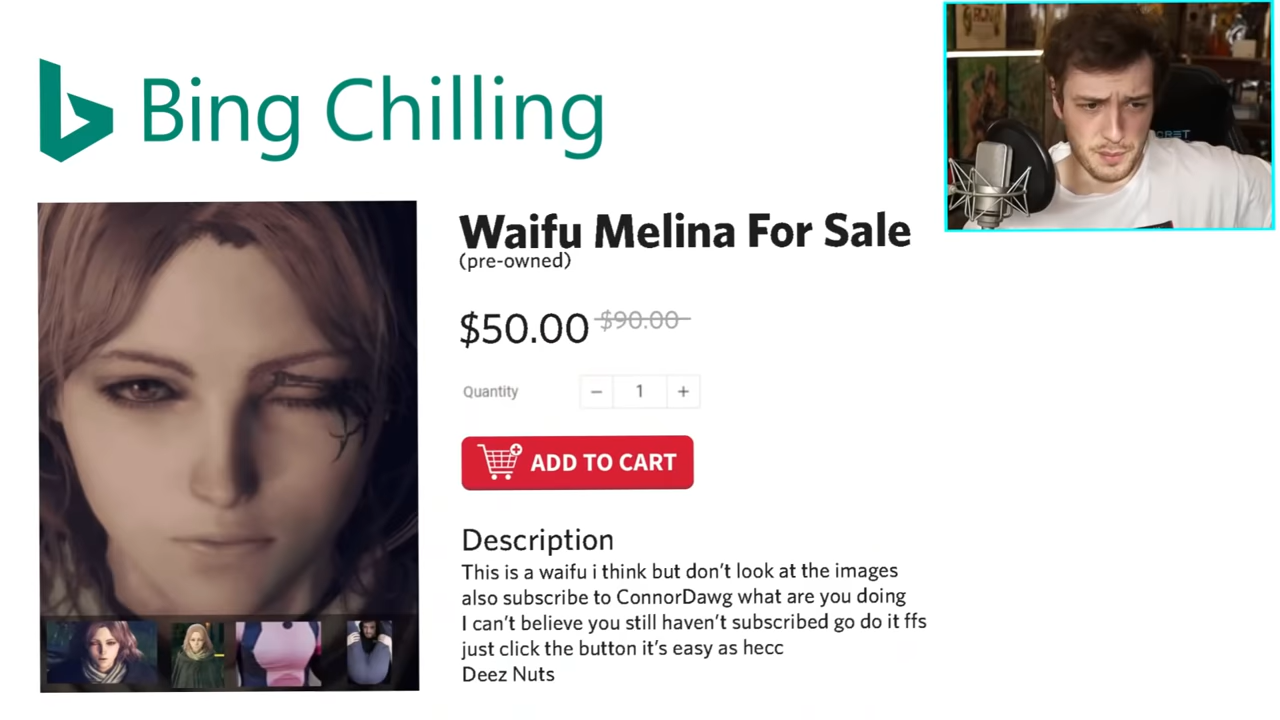 Bing Chilling
Waifu Melina For Sale
(pre-owned)
$50.00 $90.00
Quantity − 1 +
ADD TO CART
Description
This is a waifu i think but don't look at the images
also subscribe to ConnorDawg what are you doing
I can't believe you still haven't subscribed go do it ffs
just click the button it's easy as hecc
Deez Nuts